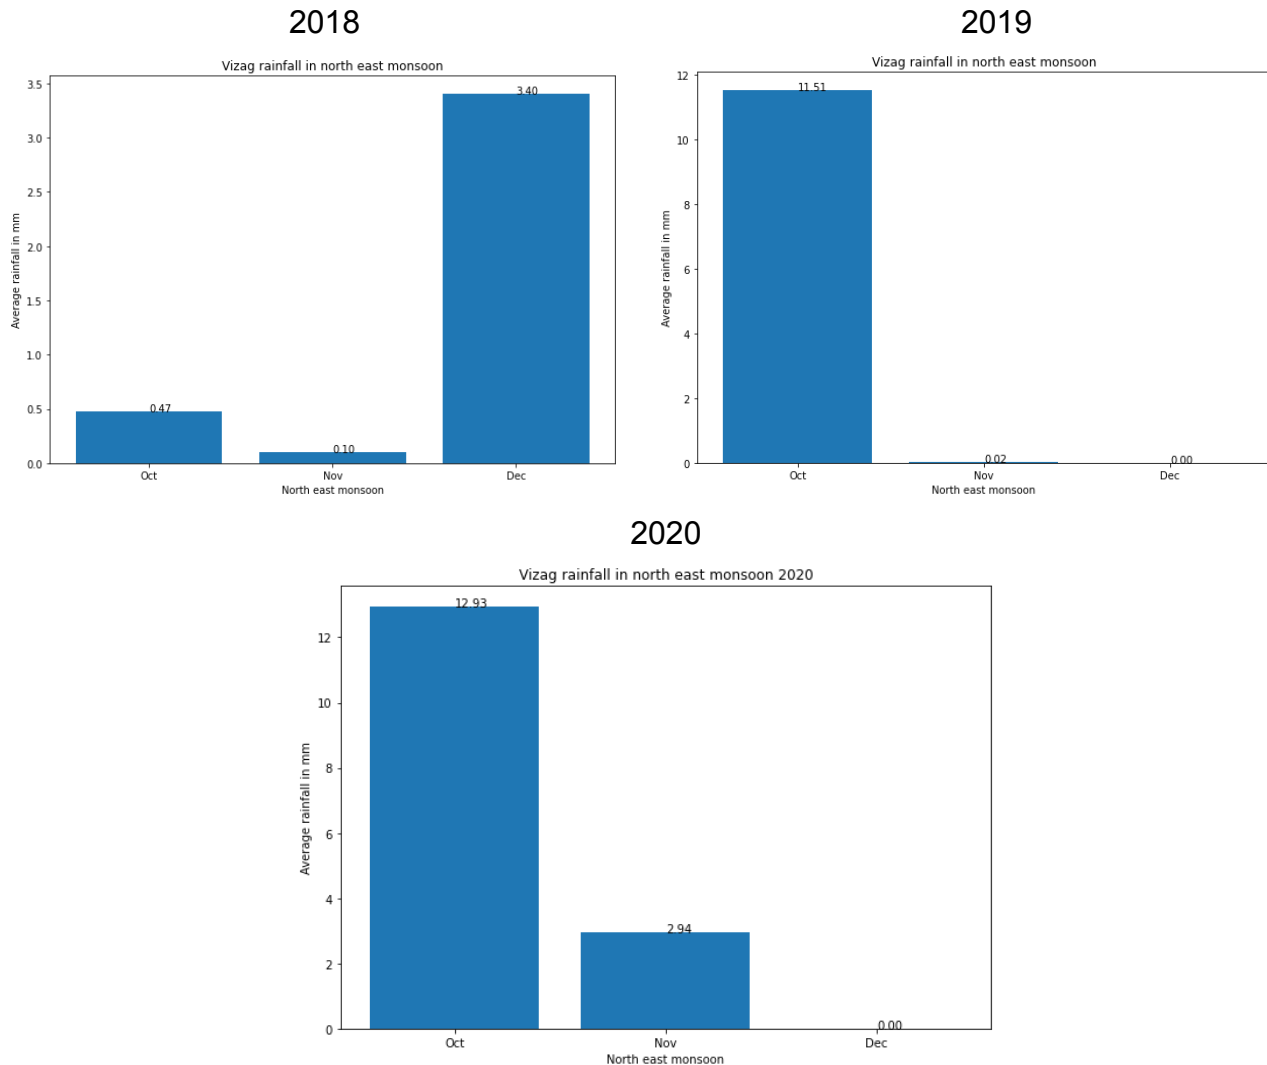 2018
Vizag rainfall in north east monsoon
3.5
3.0
2.5
2.0
1.5
1.0
0.5
0.0
Average rainfall in mm
0.47
0.10
3.40
Oct Nov Dec
North east monsoon
2019
Vizag rainfall in north east monsoon
12
10
8
6
4
2
0
Average rainfall in mm
11.51
0.02
0.00
Oct Nov Dec
North east monsoon
2020
Vizag rainfall in north east monsoon 2020
12
10
8
6
4
2
0
Average rainfall in mm
12.93
2.94
0.00
Oct Nov Dec
North east monsoon